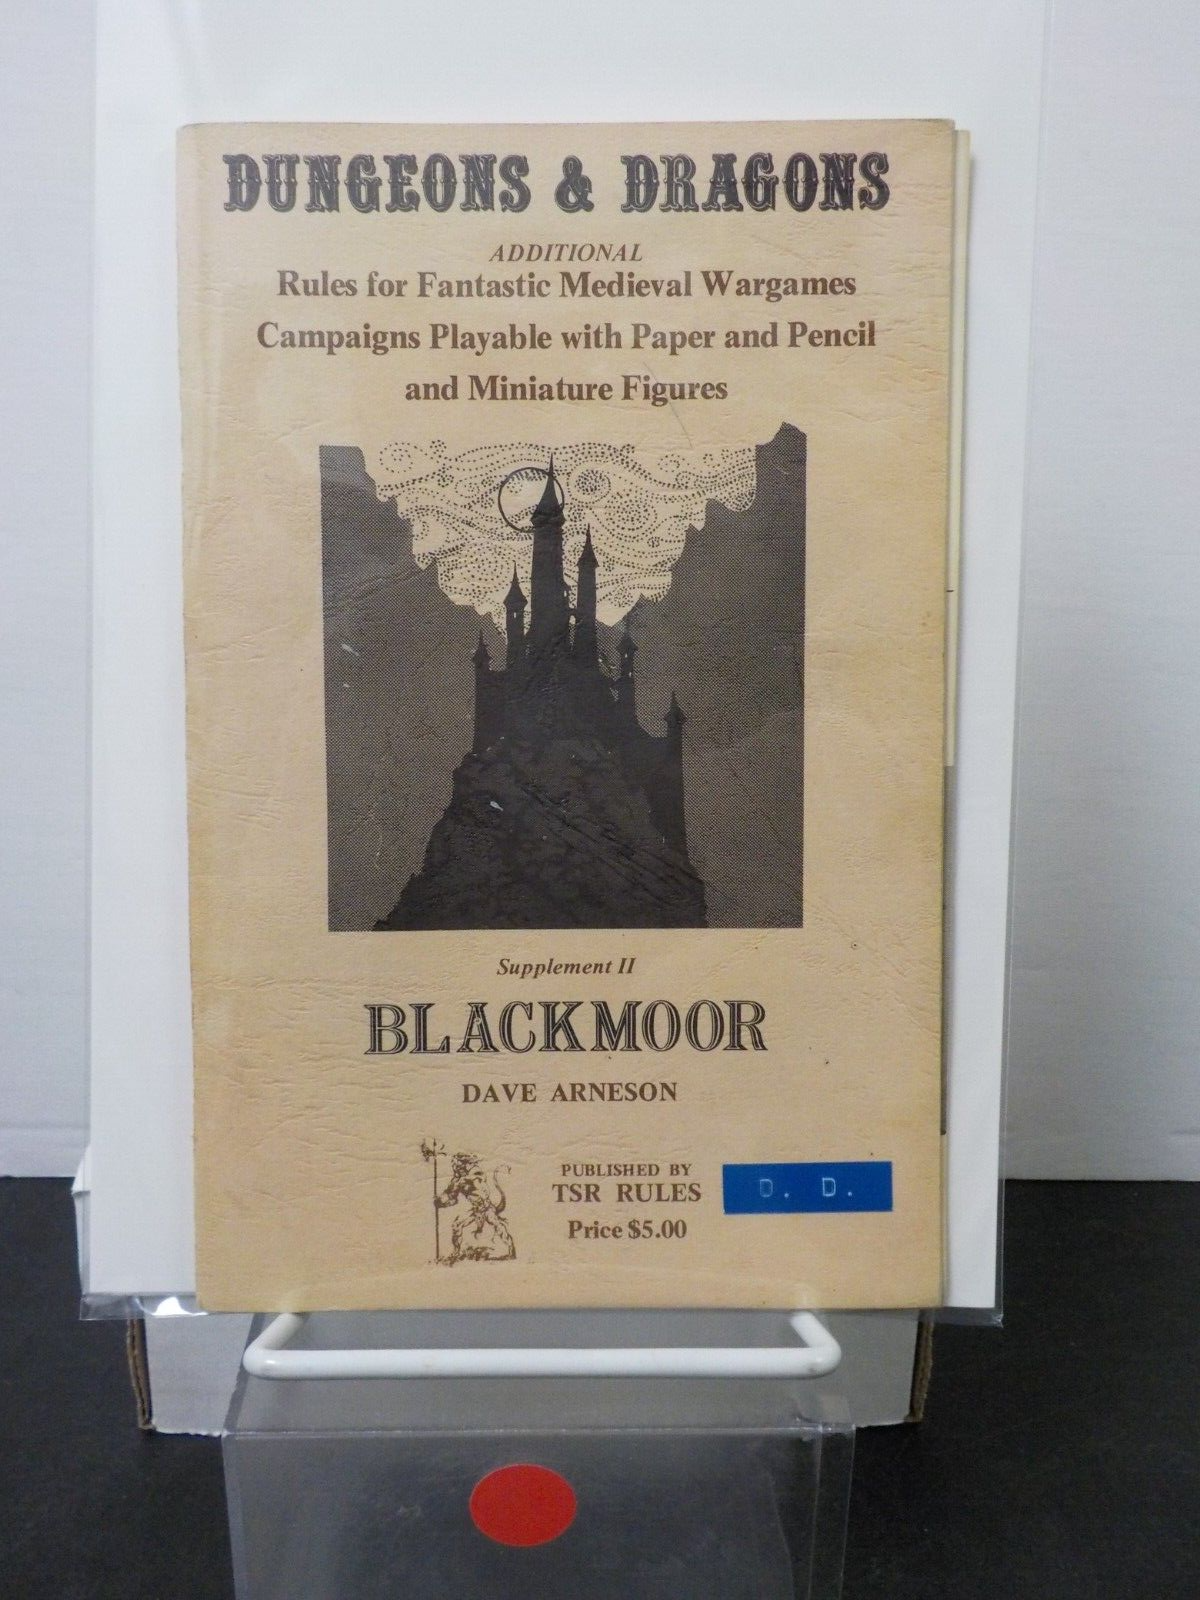 DUNGEONS & DRAGONS
ADDITIONAL
Rules for Fantastic Medieval Wargames
Campaigns Playable with Paper and Pencil
and Miniature Figures
Supplement II
BLACKMOOR
DAVE ARNESON
PUBLISHED BY
TSR RULES
Price $5.00
D. D.